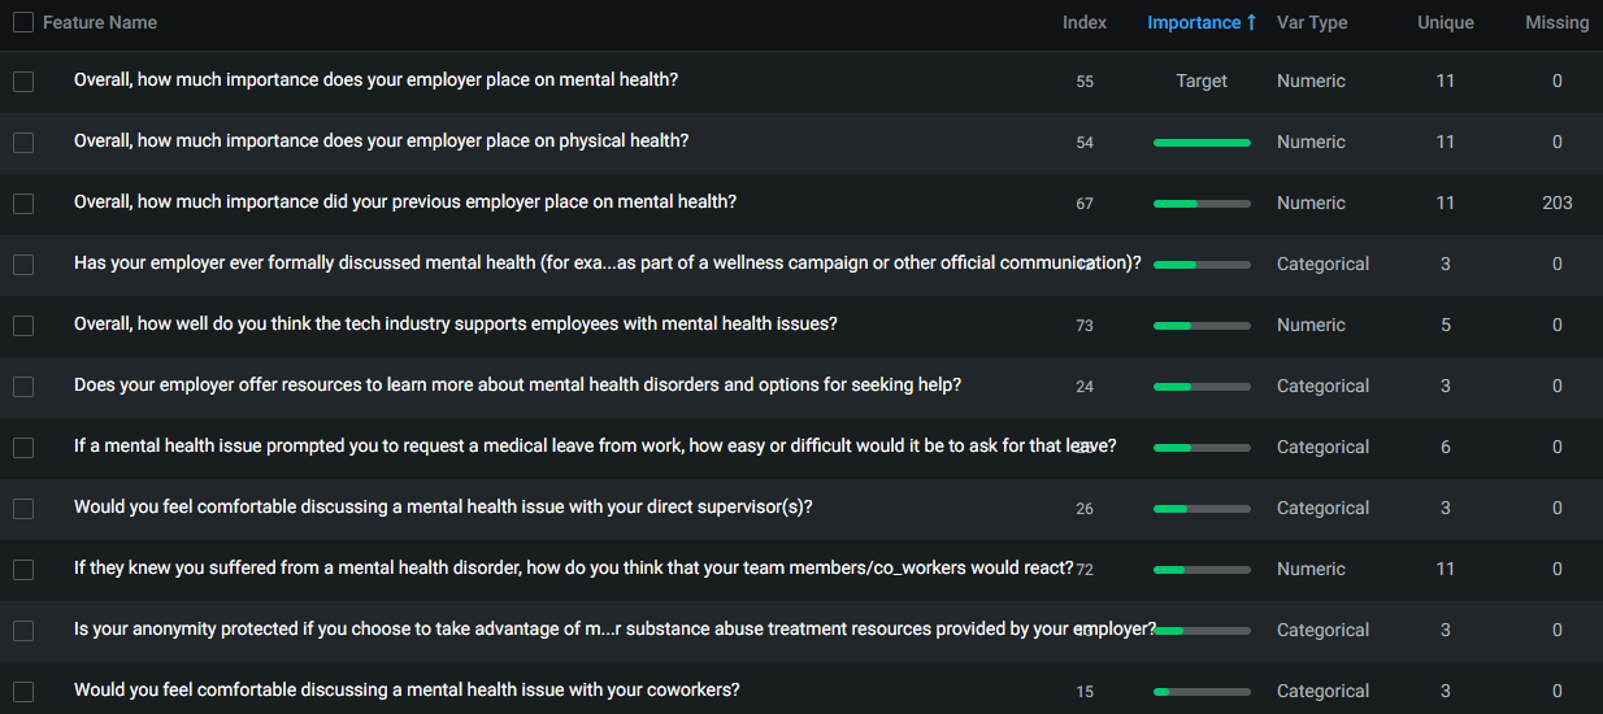 Feature Name Index Importance ↑ Var Type Unique Missing
Overall, how much importance does your employer place on mental health? 55 Target Numeric 11 0
Overall, how much importance does your employer place on physical health? 54 Numeric 11 0
Overall, how much importance did your previous employer place on mental health? 67 Numeric 11 203
Has your employer ever formally discussed mental health (for exa...as part of a wellness campaign or other official communication)? Categorical 3 0
Overall, how well do you think the tech industry supports employees with mental health issues? 73 Numeric 5 0
Does your employer offer resources to learn more about mental health disorders and options for seeking help? 24 Categorical 3 0
If a mental health issue prompted you to request a medical leave from work, how easy or difficult would it be to ask for that leave? Categorical 6 0
Would you feel comfortable discussing a mental health issue with your direct supervisor(s)? 26 Categorical 3 0
If they knew you suffered from a mental health disorder, how do you think that your team members/co_workers would react? 72 Numeric 11 0
Is your anonymity protected if you choose to take advantage of m...r substance abuse treatment resources provided by your employer? Categorical 3 0
Would you feel comfortable discussing a mental health issue with your coworkers? 15 Categorical 3 0